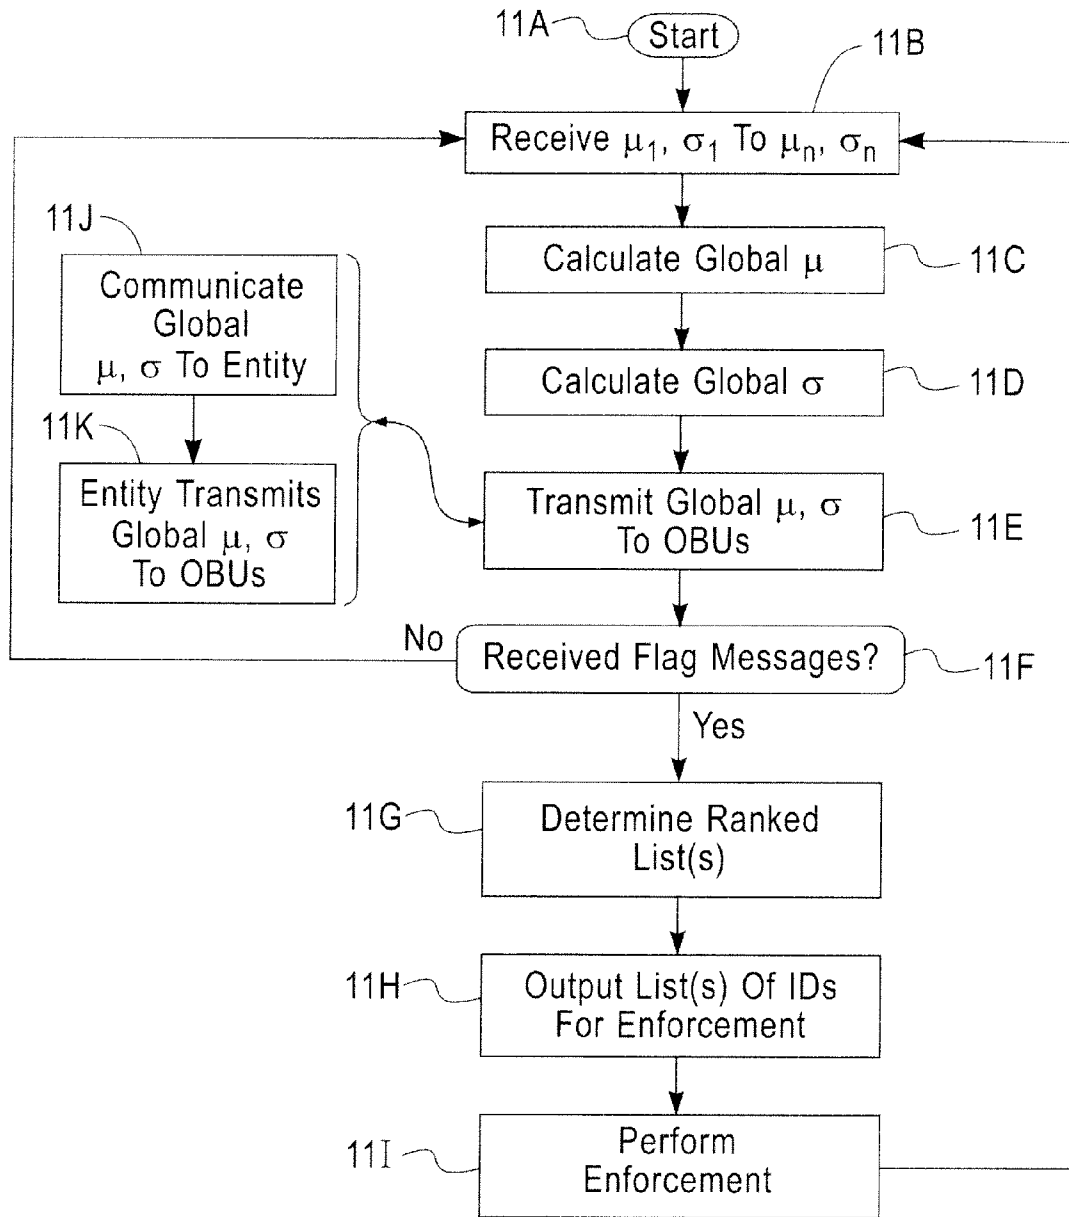 11A
Start
11B
Receive μ1, σ1 To μn, σn
11J
Calculate Global μ
11C
Communicate
Global
μ, σ To Entity
Calculate Global σ
11D
11K
Entity Transmits
Global μ, σ
To OBUs
Transmit Global μ, σ
To OBUs
11E
No
Received Flag Messages?
11F
Yes
11G
Determine Ranked
List(s)
11H
Output List(s) Of IDs
For Enforcement
11I
Perform
Enforcement